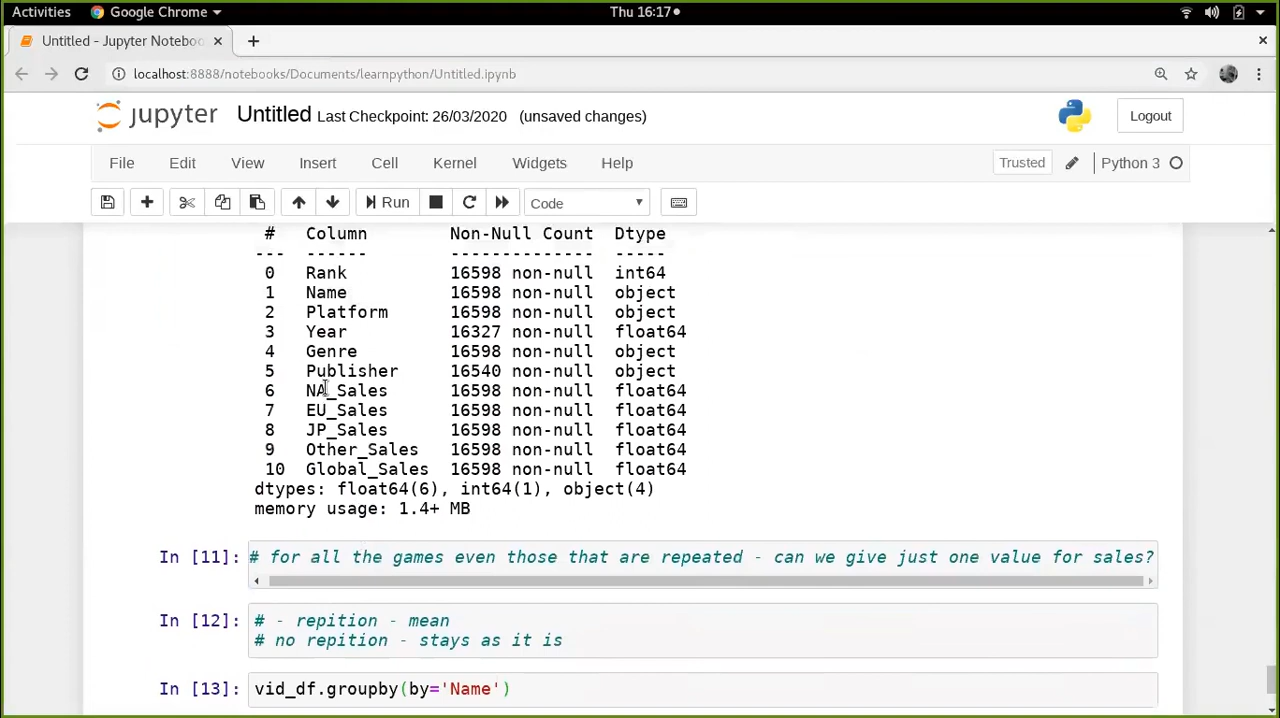 Activities Google Chrome Thu 16:17
Untitled - Jupyter Noteboo
localhost:8888/notebooks/Documents/learnpython/Untitled.ipynb
jupyter Untitled Last Checkpoint: 26/03/2020 (unsaved changes) Logout
File Edit View Insert Cell Kernel Widgets Help Trusted Python 3
Run Code
# Column Non-Null Count Dtype
--- ------ -------------- -----
0 Rank 16598 non-null int64
1 Name 16598 non-null object
2 Platform 16598 non-null object
3 Year 16327 non-null float64
4 Genre 16598 non-null object
5 Publisher 16540 non-null object
6 NA_Sales 16598 non-null float64
7 EU_Sales 16598 non-null float64
8 JP_Sales 16598 non-null float64
9 Other_Sales 16598 non-null float64
10 Global_Sales 16598 non-null float64
dtypes: float64(6), int64(1), object(4)
memory usage: 1.4+ MB
In [11]: # for all the games even those that are repeated - can we give just one value for sales?
In [12]: # - repition - mean
# no repition - stays as it is
In [13]: vid_df.groupby(by='Name')